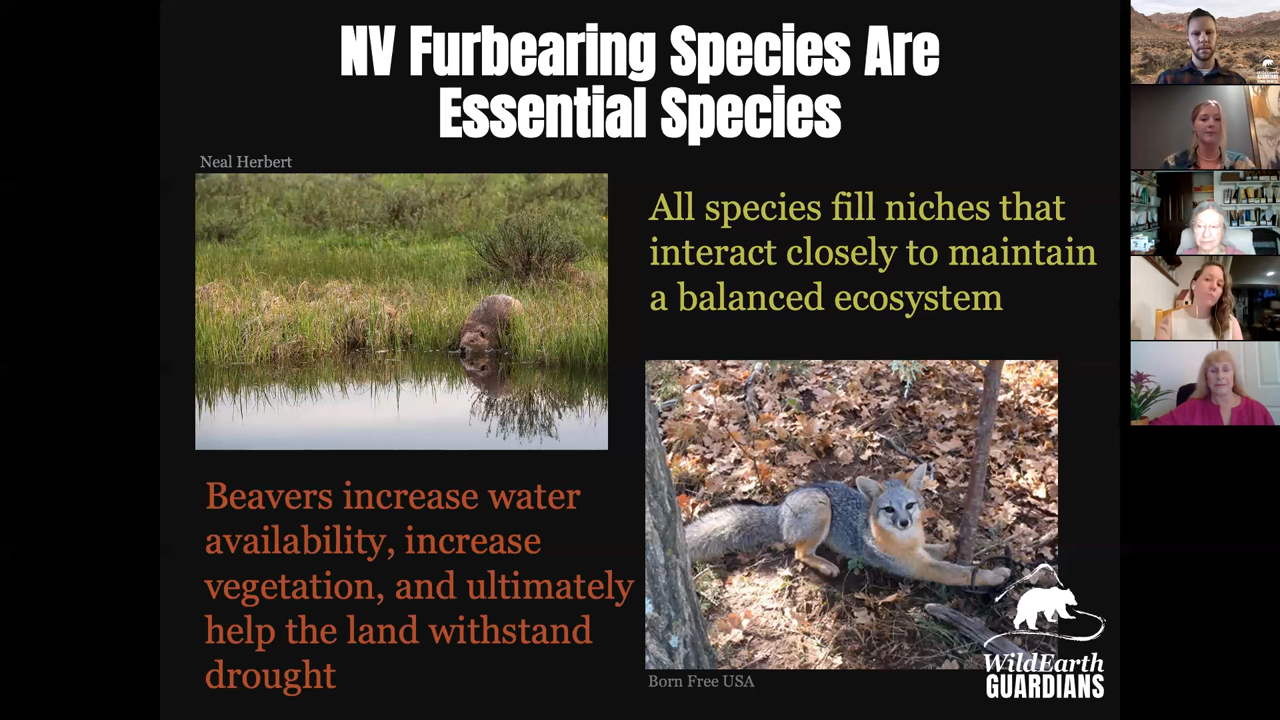 NV Furbearing Species Are
Essential Species
Neal Herbert
All species fill niches that
interact closely to maintain
a balanced ecosystem
Beavers increase water
availability, increase
vegetation, and ultimately
help the land withstand
drought
Born Free USA
WildEarth
GUARDIANS
GUARDIANS